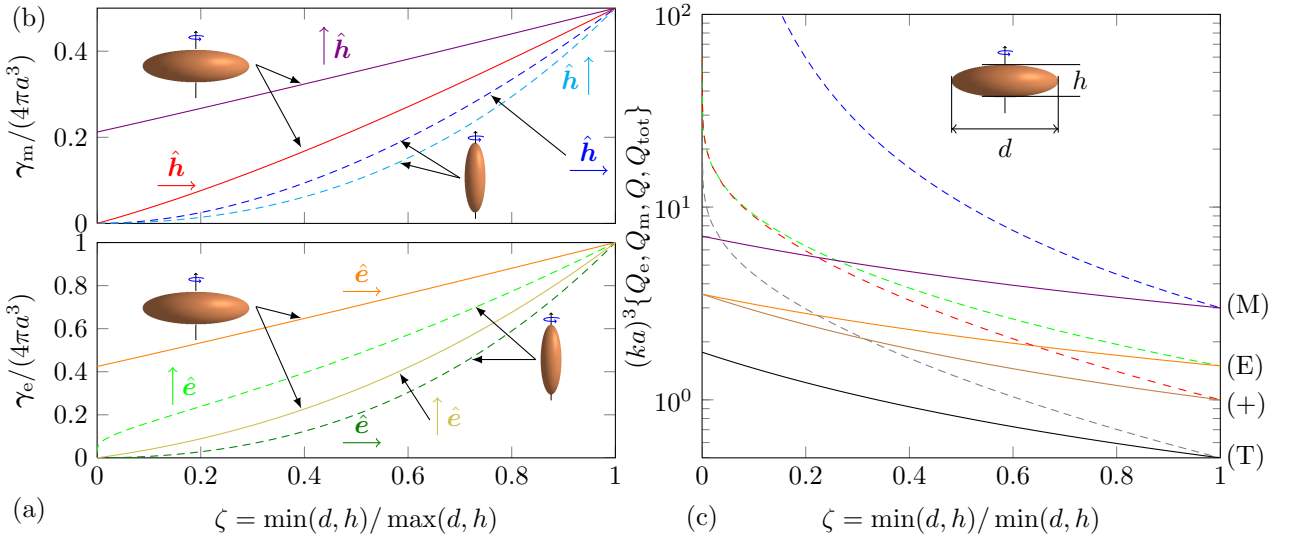 (b)
γₘ/(4πa³)
0.4
0.2
0
↑ ĥ
ĥ ↑
ĥ →
ĥ →
γₑ/(4πa³)
1
0.8
0.6
0.4
0.2
0
ê →
↑ ê
↑ ê
ê →
0 0.2 0.4 0.6 0.8 1
(a)
ζ = min(d, h)/ max(d, h)
(ka)³{Qₑ, Qₘ, Q, Qₜₒₜ}
10²
10¹
10⁰
h
d
(M)
(E)
(+)
(T)
0 0.2 0.4 0.6 0.8 1
(c)
ζ = min(d, h)/ min(d, h)